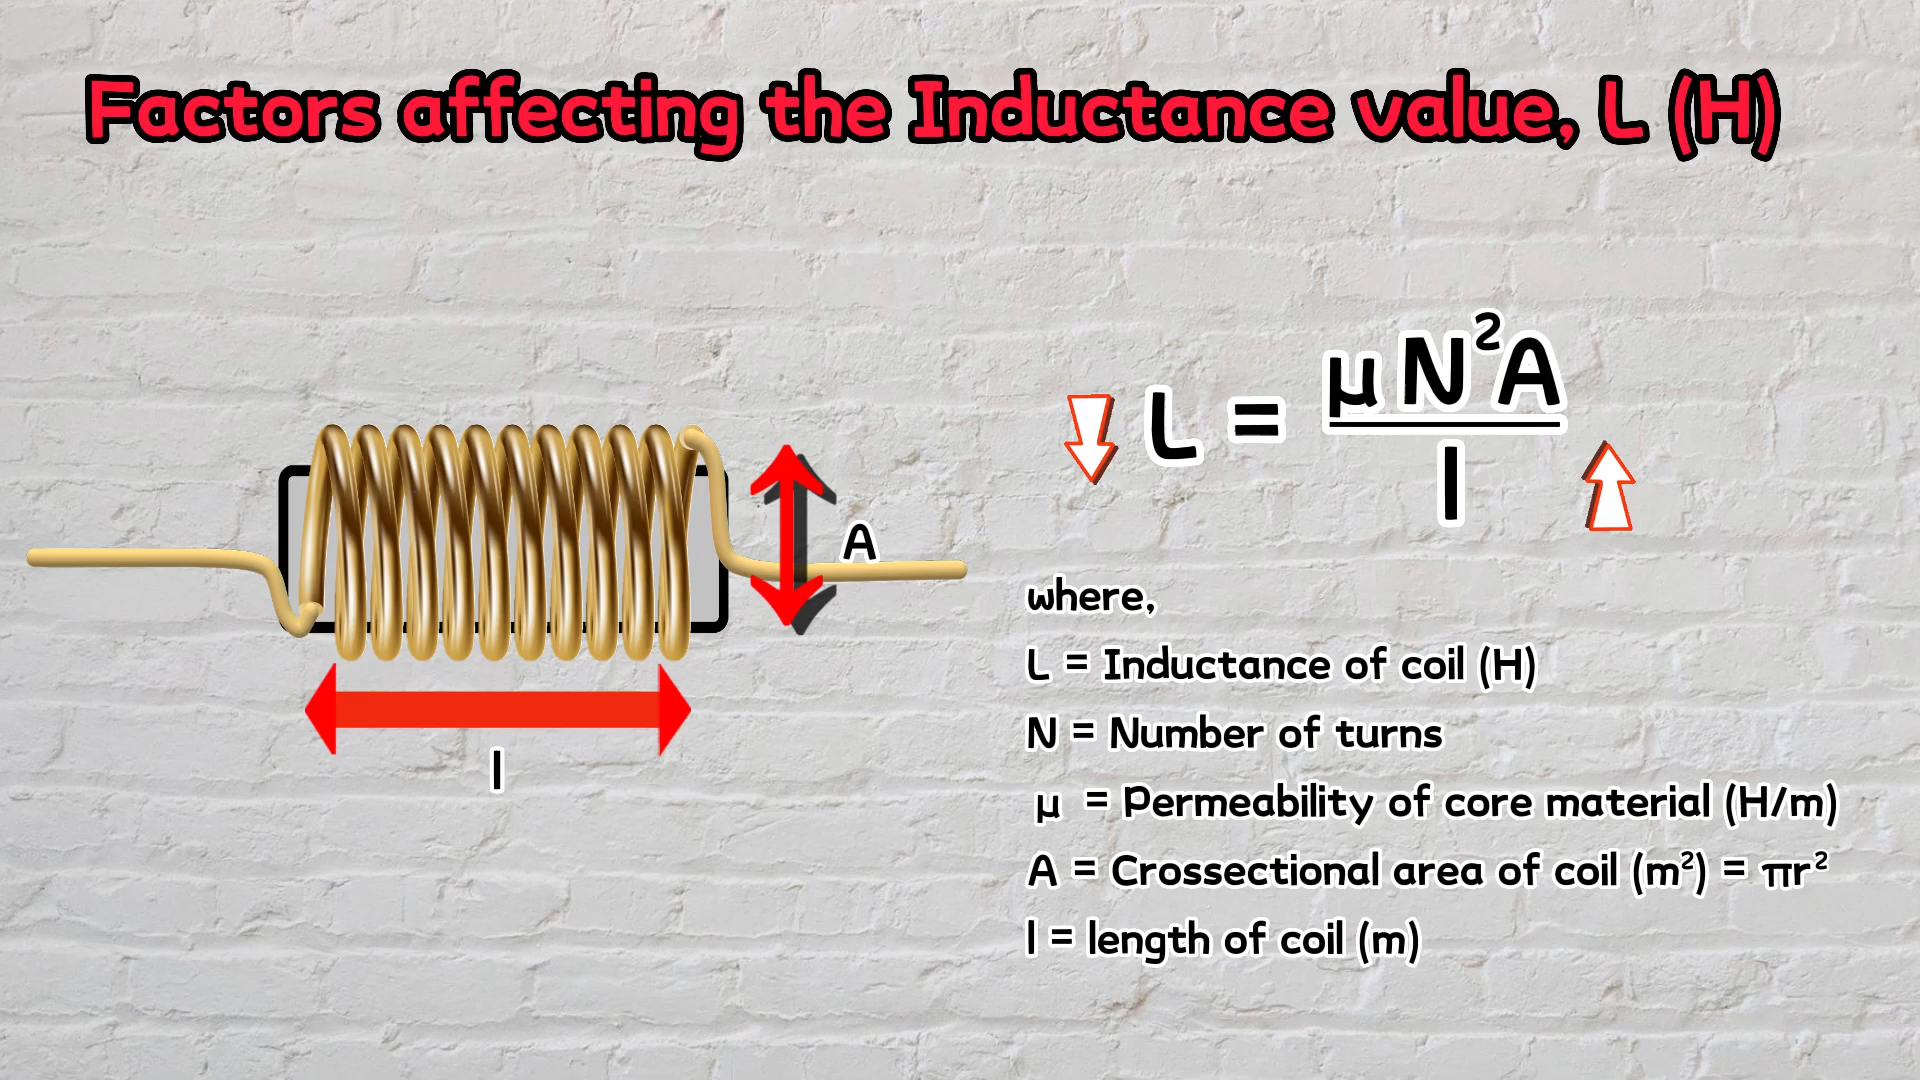 Factors affecting the Inductance value, L (H)
L = µN²A / l
A
l
where,
L = Inductance of coil (H)
N = Number of turns
µ = Permeability of core material (H/m)
A = Crossectional area of coil (m²) = πr²
l = length of coil (m)